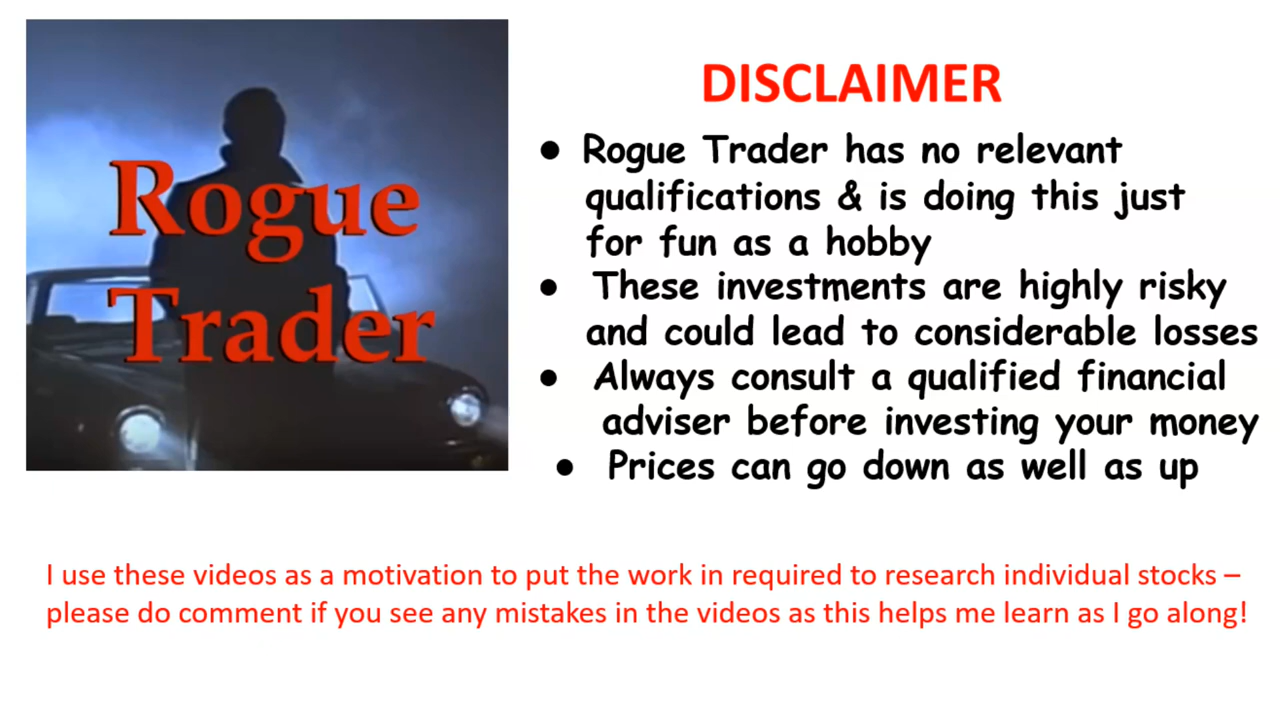 Rogue
Trader
DISCLAIMER
● Rogue Trader has no relevant
qualifications & is doing this just
for fun as a hobby
● These investments are highly risky
and could lead to considerable losses
● Always consult a qualified financial
adviser before investing your money
● Prices can go down as well as up
I use these videos as a motivation to put the work in required to research individual stocks –
please do comment if you see any mistakes in the videos as this helps me learn as I go along!